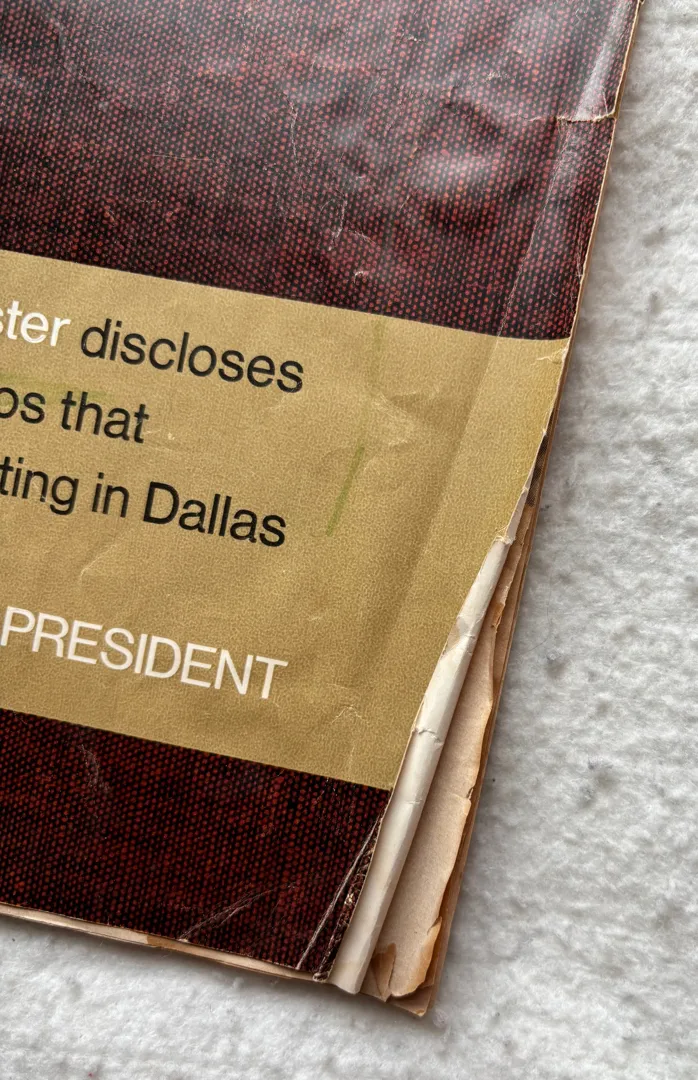 ster discloses
os that
ting in Dallas
PRESIDENT